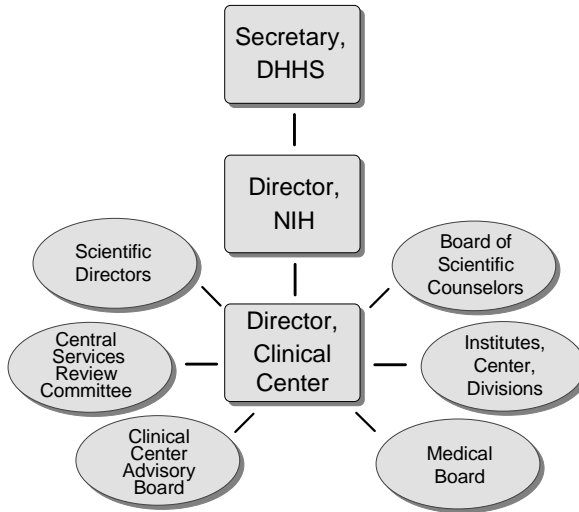 Secretary,
DHHS
Director,
NIH
Scientific
Directors
Board of
Scientific
Counselors
Director,
Clinical
Center
Central
Services
Review
Committee
Institutes,
Center,
Divisions
Clinical
Center
Advisory
Board
Medical
Board